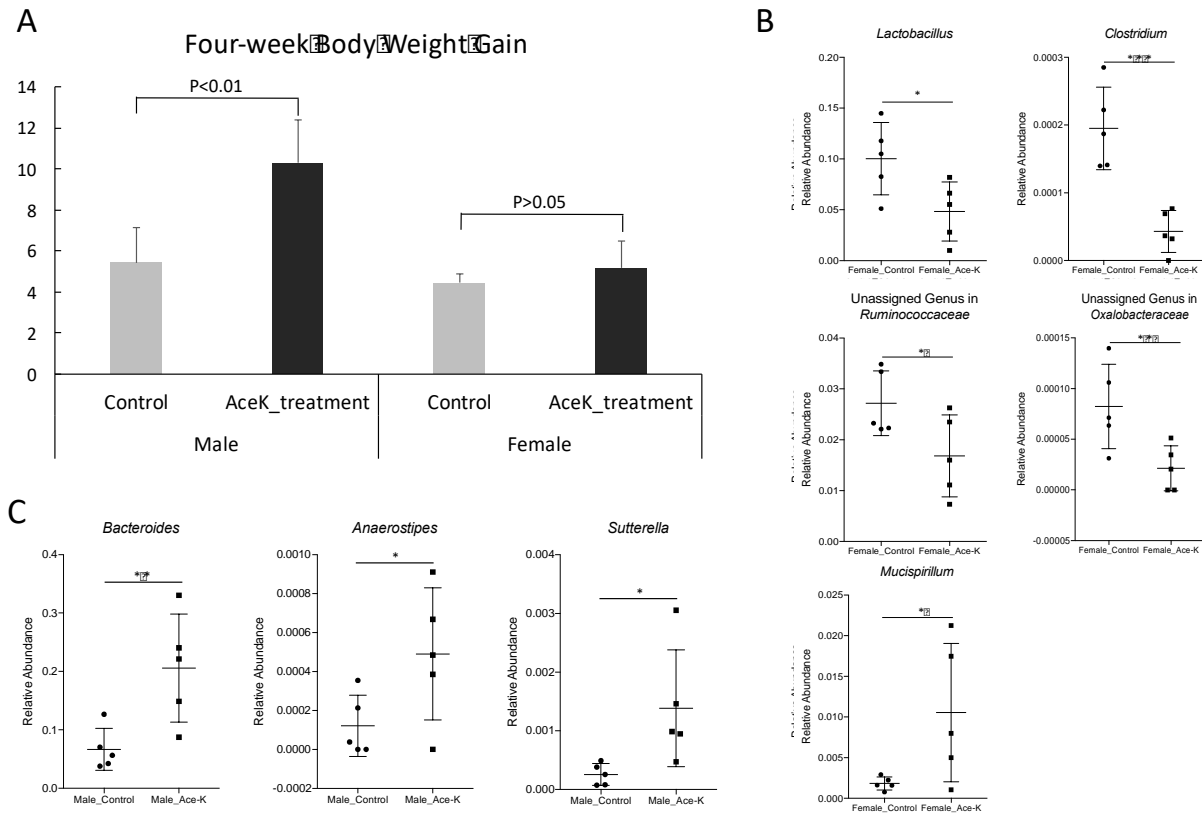 A
Four-week Body Weight Gain
14
12
10
8
6
4
2
0
P<0.01
P>0.05
Control
AceK_treatment
Control
AceK_treatment
Male
Female
B
Lactobacillus
Relative Abundance
0.20
0.15
0.10
0.05
0.00
*
Female_Control
Female_Ace-K
Clostridium
Relative Abundance
0.0003
0.0002
0.0001
0.0000
Female_Control
Female_Ace-K
Unassigned Genus in
Ruminococcaceae
Relative Abundance
0.04
0.03
0.02
0.01
0.00
*
Female_Control
Female_Ace-K
Unassigned Genus in
Oxalobacteraceae
Relative Abundance
0.00015
0.00010
0.00005
0.00000
-0.00005
Female_Control
Female_Ace-K
Mucispirillum
Relative Abundance
0.025
0.020
0.015
0.010
0.005
0.000
*
Female_Control
Female_Ace-K
C
Bacteroides
Relative Abundance
0.4
0.3
0.2
0.1
0.0
Male_Control
Male_Ace-K
Anaerostipes
Relative Abundance
0.0010
0.0008
0.0006
0.0004
0.0002
0.0000
-0.0002
*
Male_Control
Male_Ace-K
Sutterella
Relative Abundance
0.004
0.003
0.002
0.001
0.000
*
Male_Control
Male_Ace-K